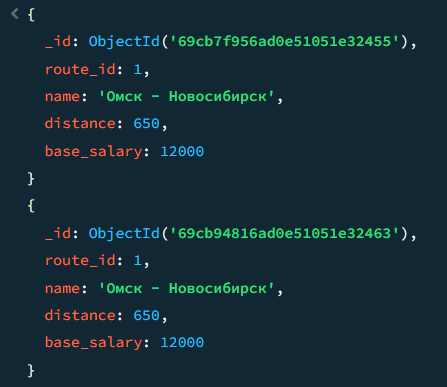 {
_id: ObjectId('69cb7f956ad0e51051e32455'),
route_id: 1,
name: 'Омск - Новосибирск',
distance: 650,
base_salary: 12000
}
{
_id: ObjectId('69cb94816ad0e51051e32463'),
route_id: 1,
name: 'Омск - Новосибирск',
distance: 650,
base_salary: 12000
}